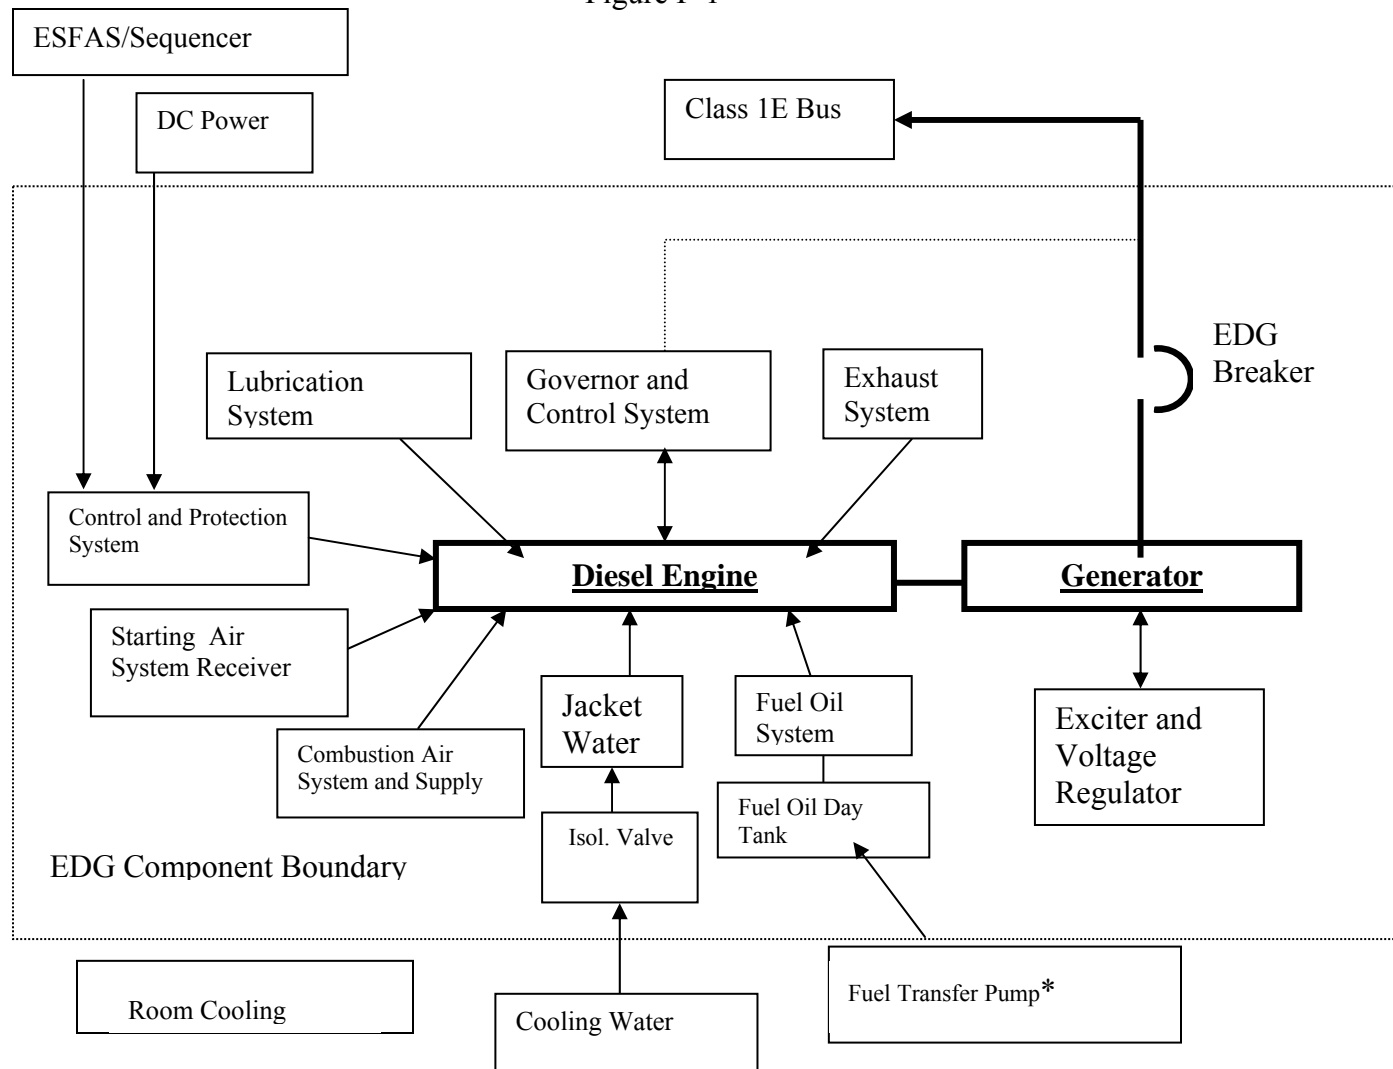 ESFAS/Sequencer
DC Power
Class 1E Bus
EDG
Breaker
Lubrication
System
Governor and
Control System
Exhaust
System
Control and Protection
System
Diesel Engine
Generator
Starting Air
System Receiver
Combustion Air
System and Supply
Jacket
Water
Fuel Oil
System
Exciter and
Voltage
Regulator
Isol. Valve
Fuel Oil Day
Tank
EDG Component Boundary
Room Cooling
Cooling Water
Fuel Transfer Pump*